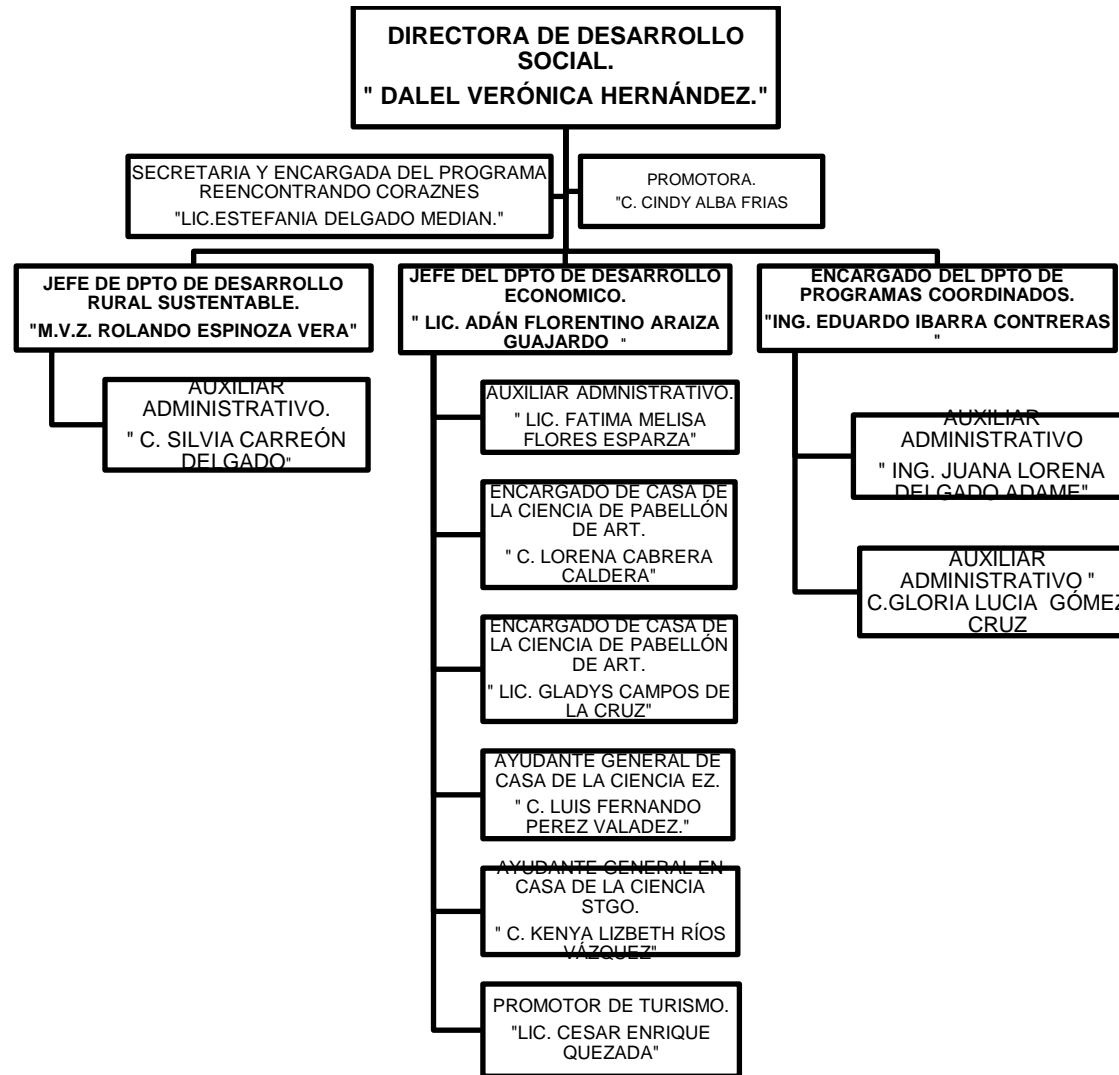 DIRECTORA DE DESARROLLO
SOCIAL.
" DALEL VERÓNICA HERNÁNDEZ."
SECRETARIA Y ENCARGADA DEL PROGRAMA
REENCONTRANDO CORAZNES
"LIC.ESTEFANIA DELGADO MEDIAN."
PROMOTORA.
"C. CINDY ALBA FRIAS
JEFE DE DPTO DE DESARROLLO
RURAL SUSTENTABLE.
"M.V.Z. ROLANDO ESPINOZA VERA"
AUXILIAR
ADMINISTRATIVO.
" C. SILVIA CARREÓN
DELGADO"
JEFE DEL DPTO DE DESARROLLO
ECONOMICO.
" LIC. ADÁN FLORENTINO ARAIZA
GUAJARDO "
AUXILIAR ADMNISTRATIVO.
" LIC. FATIMA MELISA
FLORES ESPARZA"
ENCARGADO DE CASA DE
LA CIENCIA DE PABELLÓN
DE ART.
" C. LORENA CABRERA
CALDERA"
ENCARGADO DE CASA DE
LA CIENCIA DE PABELLÓN
DE ART.
" LIC. GLADYS CAMPOS DE
LA CRUZ"
AYUDANTE GENERAL DE
CASA DE LA CIENCIA EZ.
" C. LUIS FERNANDO
PEREZ VALADEZ."
AYUDANTE GENERAL EN
CASA DE LA CIENCIA
STGO.
" C. KENYA LIZBETH RÍOS
VÁZQUEZ"
PROMOTOR DE TURISMO.
"LIC. CESAR ENRIQUE
QUEZADA"
ENCARGADO DEL DPTO DE
PROGRAMAS COORDINADOS.
"ING. EDUARDO IBARRA CONTRERAS
"
AUXILIAR
ADMINISTRATIVO
" ING. JUANA LORENA
DELGADO ADAME"
AUXILIAR
ADMINISTRATIVO "
C.GLORIA LUCIA GÓMEZ
CRUZ